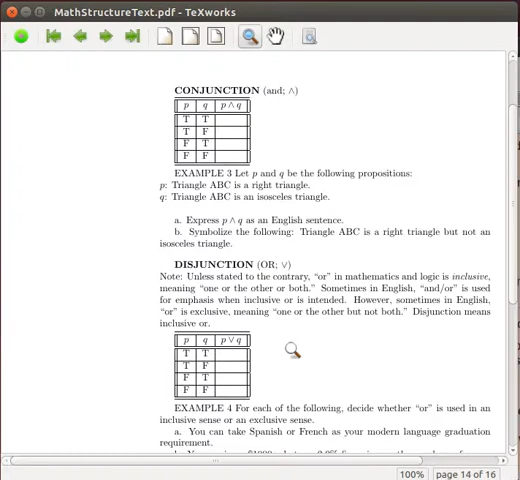 MathStructureText.pdf - TeXworks
CONJUNCTION (and; ∧)
p q p ∧ q
T T
T F
F T
F F
EXAMPLE 3 Let p and q be the following propositions:
p: Triangle ABC is a right triangle.
q: Triangle ABC is an isosceles triangle.
a. Express p ∧ q as an English sentence.
b. Symbolize the following: Triangle ABC is a right triangle but not an
isosceles triangle.
DISJUNCTION (OR; ∨)
Note: Unless stated to the contrary, “or” in mathematics and logic is inclusive,
meaning “one or the other or both.” Sometimes in English, “and/or” is used
for emphasis when inclusive or is intended. However, sometimes in English,
“or” is exclusive, meaning “one or the other but not both.” Disjunction means
inclusive or.
p q p ∨ q
T T
T F
F T
F F
EXAMPLE 4 For each of the following, decide whether “or” is used in an
inclusive sense or an exclusive sense.
a. You can take Spanish or French as your modern language graduation
requirement.
100% page 14 of 16